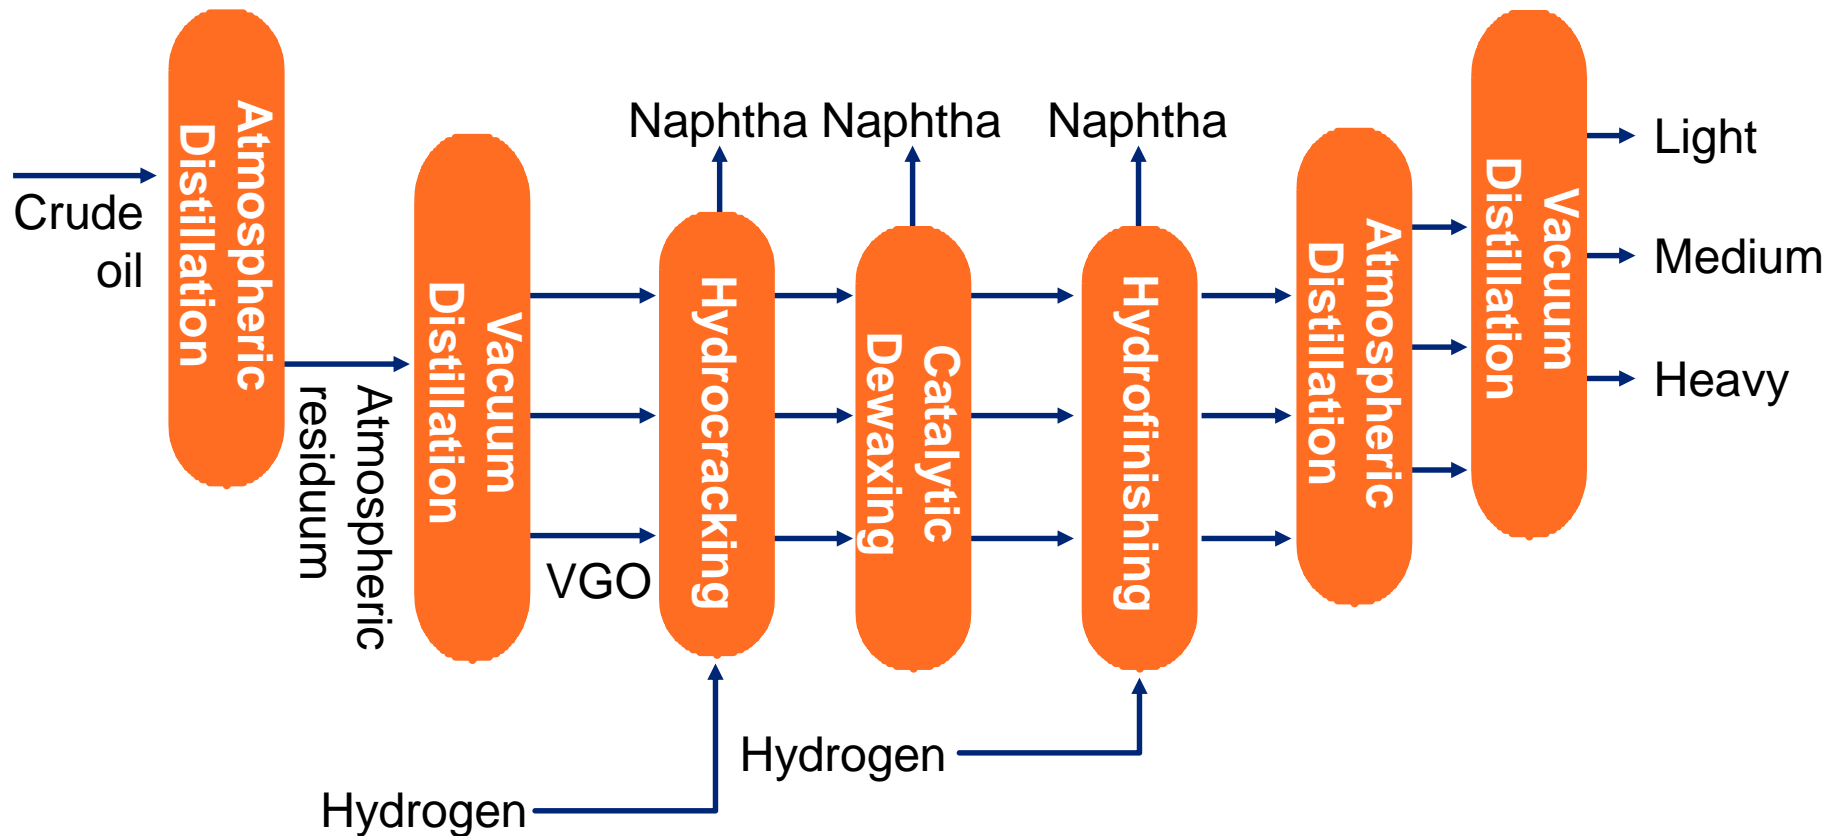 Crude
oil
Atmospheric
Distillation
Atmospheric
residuum
Vacuum
Distillation
VGO
Naphtha
Hydrocracking
Hydrogen
Naphtha
Catalytic
Dewaxing
Naphtha
Hydrofinishing
Hydrogen
Atmospheric
Distillation
Vacuum
Distillation
Light
Medium
Heavy